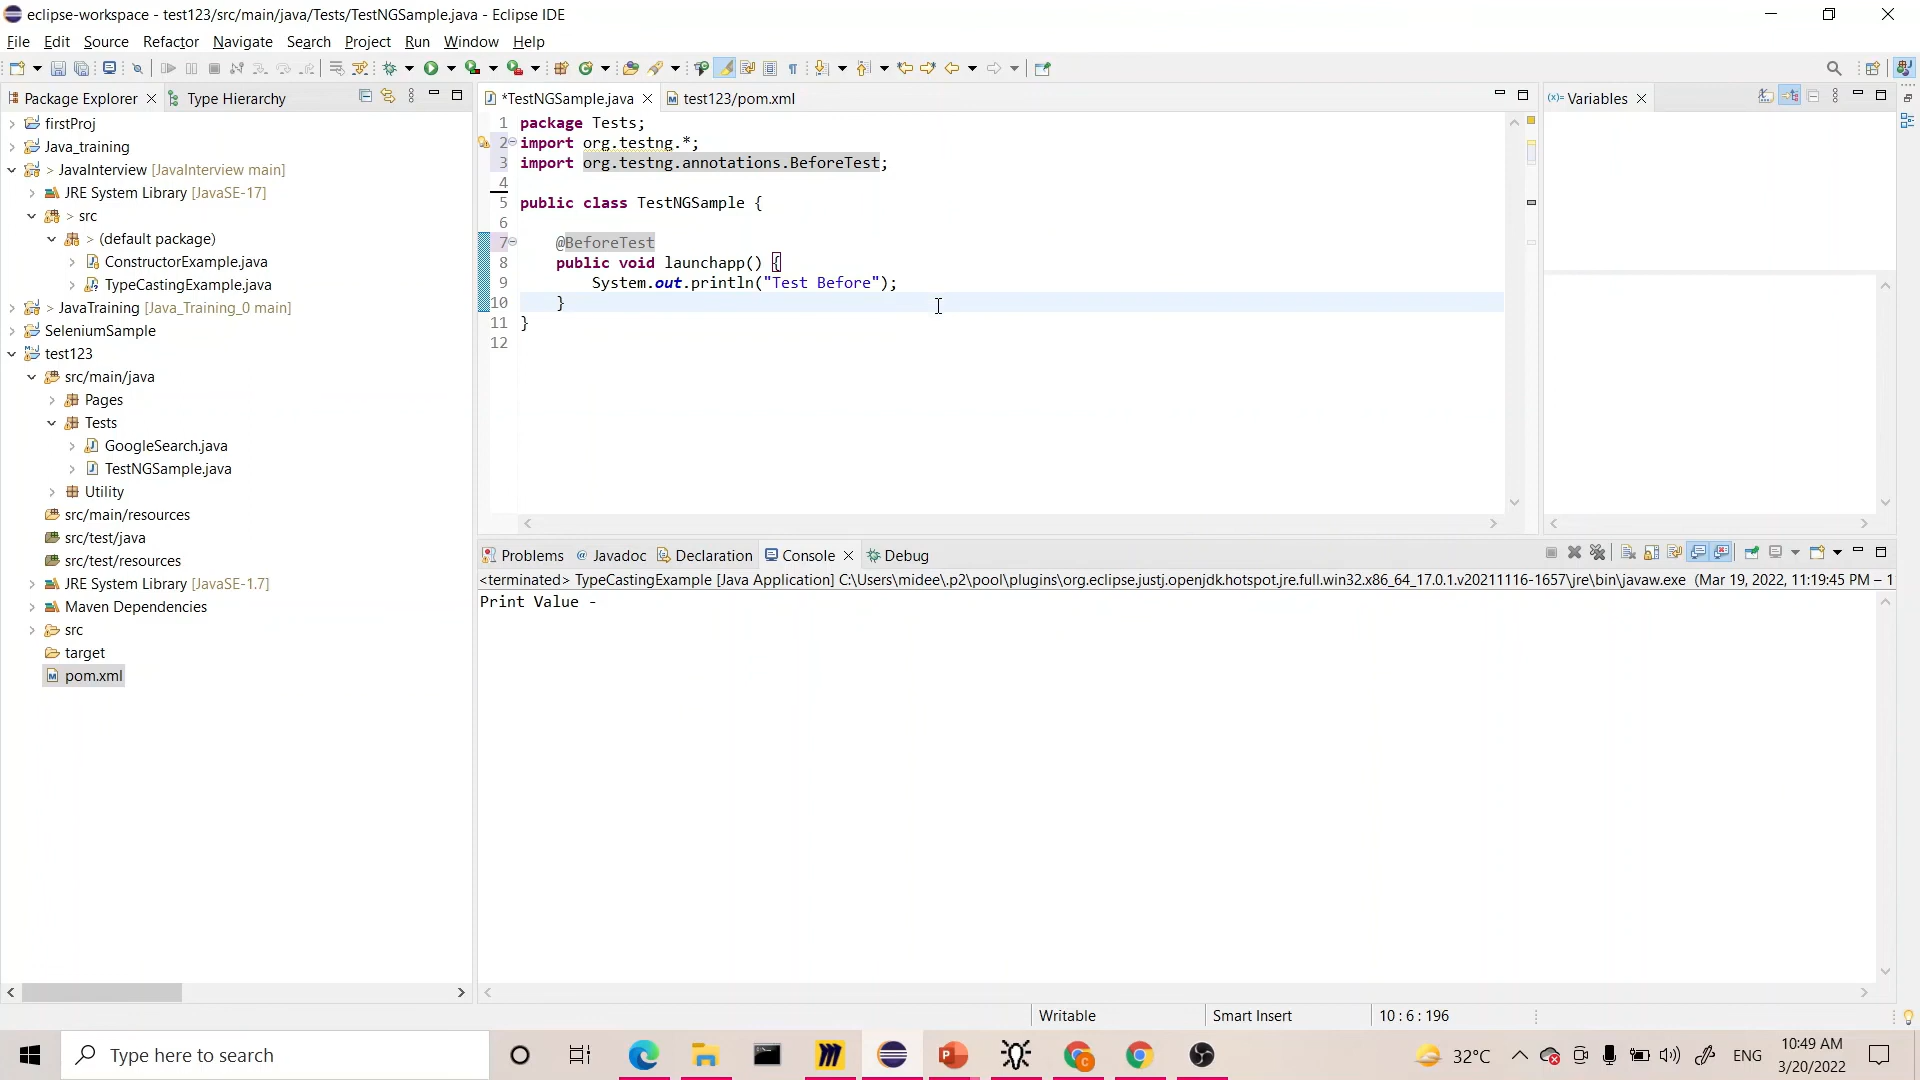 eclipse-workspace - test123/src/main/java/Tests/TestNGSample.java - Eclipse IDE
File Edit Source Refactor Navigate Search Project Run Window Help
Package Explorer Type Hierarchy
firstProj
Java_training
> JavaInterview [JavaInterview main]
JRE System Library [JavaSE-17]
> src
> (default package)
ConstructorExample.java
TypeCastingExample.java
> JavaTraining [Java_Training_0 main]
SeleniumSample
test123
src/main/java
Pages
Tests
GoogleSearch.java
TestNGSample.java
Utility
src/main/resources
src/test/java
src/test/resources
JRE System Library [JavaSE-1.7]
Maven Dependencies
src
target
pom.xml
*TestNGSample.java test123/pom.xml
1 package Tests;
2 import org.testng.*;
3 import org.testng.annotations.BeforeTest;
4
5 public class TestNGSample {
6
7 @BeforeTest
8 public void launchapp() {
9 System.out.println("Test Before");
10 }
11 }
12
(x)= Variables
Problems @ Javadoc Declaration Console Debug
<terminated> TypeCastingExample [Java Application] C:\Users\midee\.p2\pool\plugins\org.eclipse.justj.openjdk.hotspot.jre.full.win32.x86_64_17.0.1.v20211116-1657\jre\bin\javaw.exe (Mar 19, 2022, 11:19:45 PM – 1
Print Value -
Writable Smart Insert 10 : 6 : 196
Type here to search
32°C ENG 10:49 AM
3/20/2022